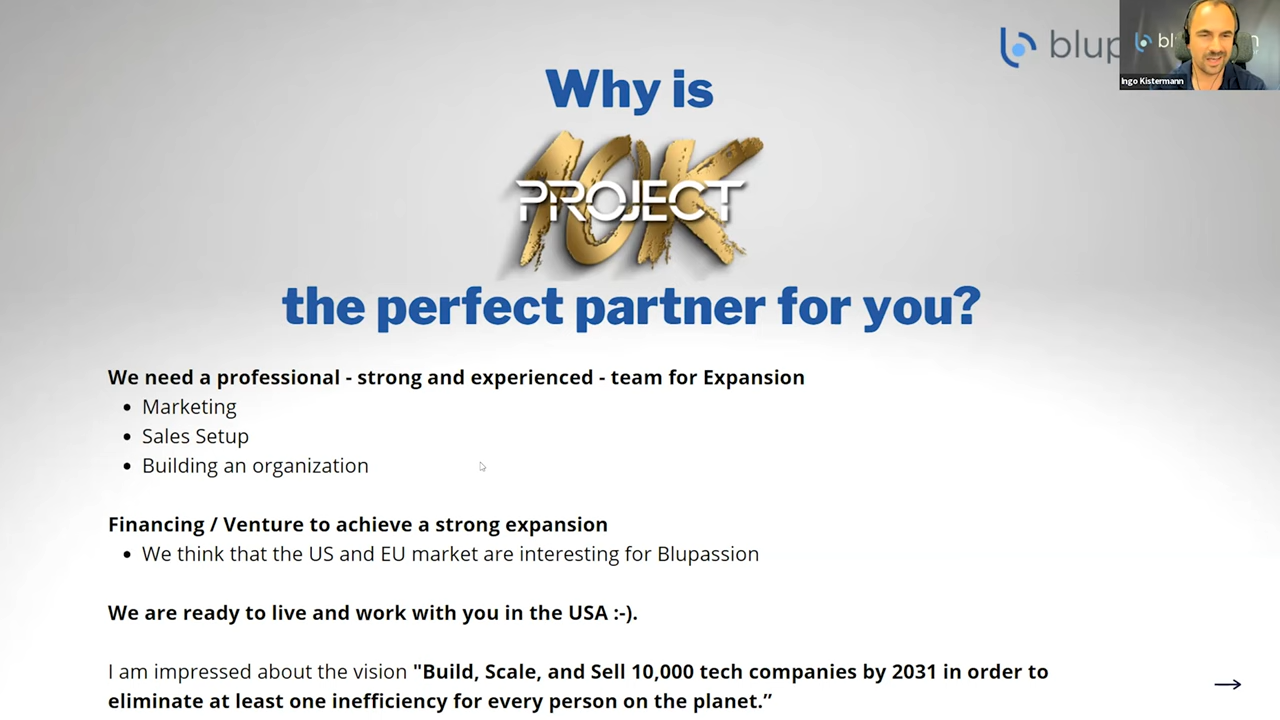 blup
bl
n
Ingo Kistermann
Why is
10K
PROJECT
the perfect partner for you?
We need a professional - strong and experienced - team for Expansion
• Marketing
• Sales Setup
• Building an organization
Financing / Venture to achieve a strong expansion
• We think that the US and EU market are interesting for Blupassion
We are ready to live and work with you in the USA :-).
I am impressed about the vision "Build, Scale, and Sell 10,000 tech companies by 2031 in order to
eliminate at least one inefficiency for every person on the planet.”